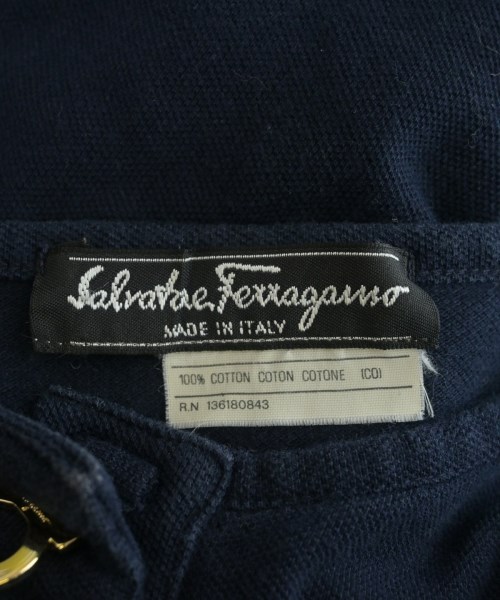 Salvatore Ferragamo
MADE IN ITALY
100% COTTON COTON COTONE (CO)
R.N 136180843